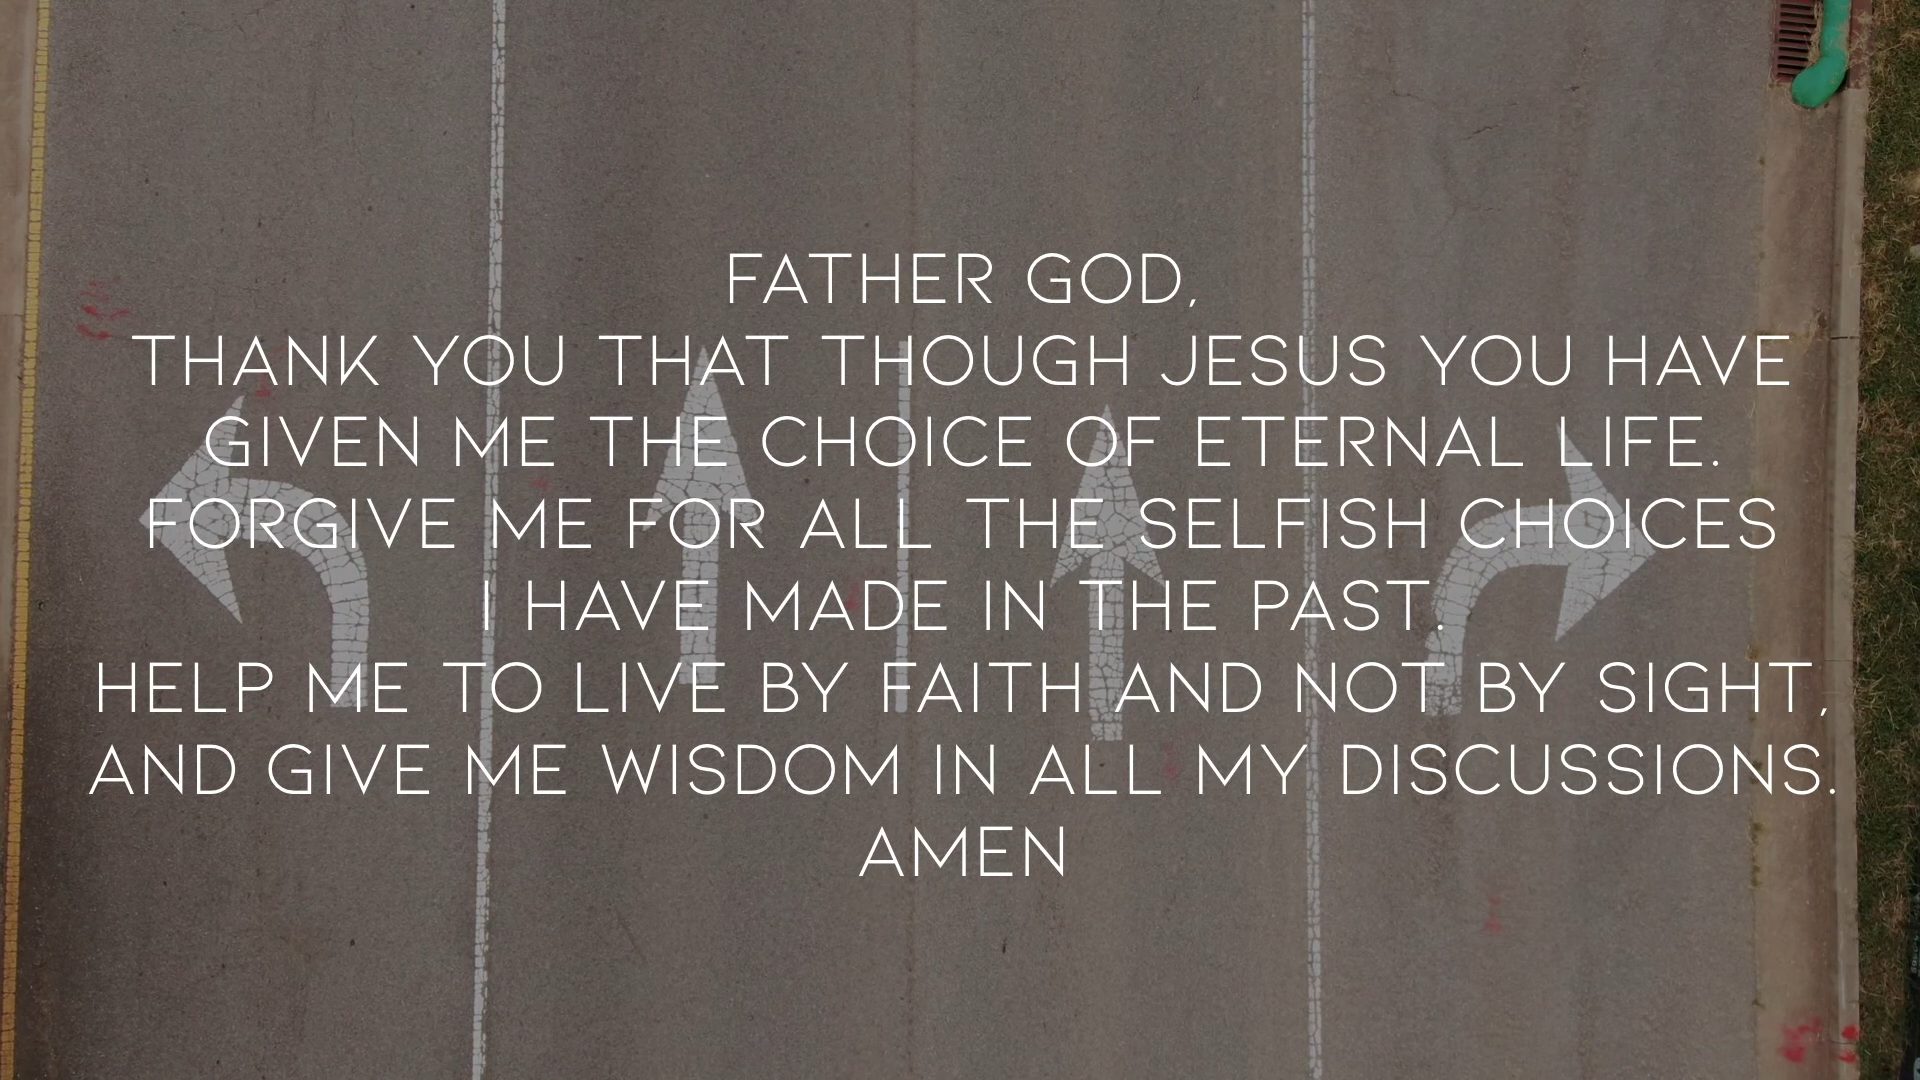 FATHER GOD,
THANK YOU THAT THOUGH JESUS YOU HAVE
GIVEN ME THE CHOICE OF ETERNAL LIFE.
FORGIVE ME FOR ALL THE SELFISH CHOICES
I HAVE MADE IN THE PAST.
HELP ME TO LIVE BY FAITH AND NOT BY SIGHT,
AND GIVE ME WISDOM IN ALL MY DISCUSSIONS.
AMEN